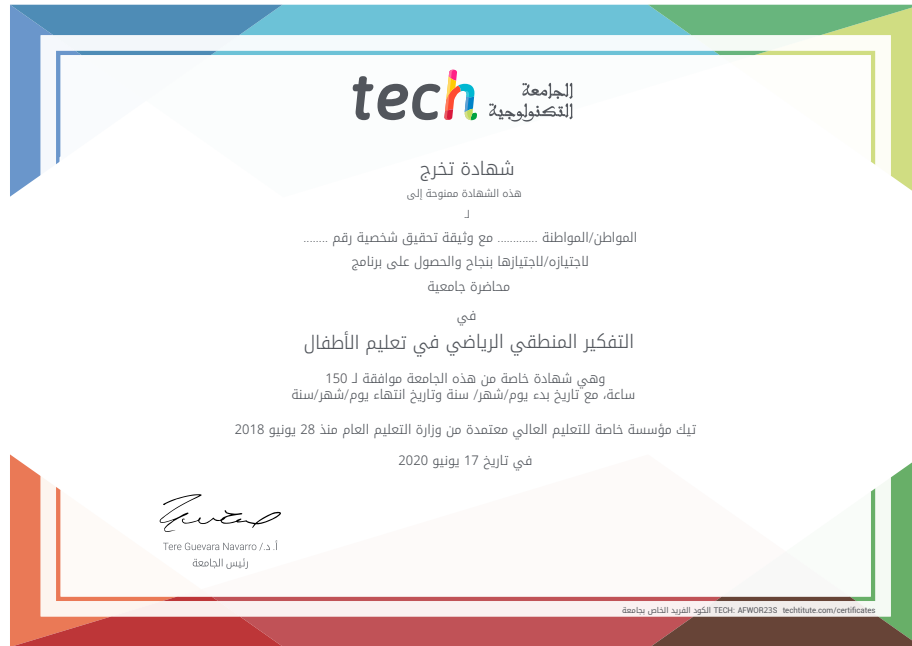 tech الجامعة
التكنولوجية
شهادة تخرج
هذه الشهادة ممنوحة إلى
لـ
المواطن/المواطنة ............ مع وثيقة تحقيق شخصية رقم ........
لاجتيازه/لاجتيازها بنجاح والحصول على برنامج
محاضرة جامعية
في
التفكير المنطقي الرياضي في تعليم الأطفال
وهي شهادة خاصة من هذه الجامعة موافقة لـ 150
ساعة، مع تاريخ بدء يوم/شهر/ سنة وتاريخ انتهاء يوم/شهر/سنة
تيك مؤسسة خاصة للتعليم العالي معتمدة من وزارة التعليم العام منذ 28 يونيو 2018
في تاريخ 17 يونيو 2020
أ. د./ Tere Guevara Navarro
رئيس الجامعة
الكود الفريد الخاص بجامعة TECH: AFWOR23S techtitute.com/certificates